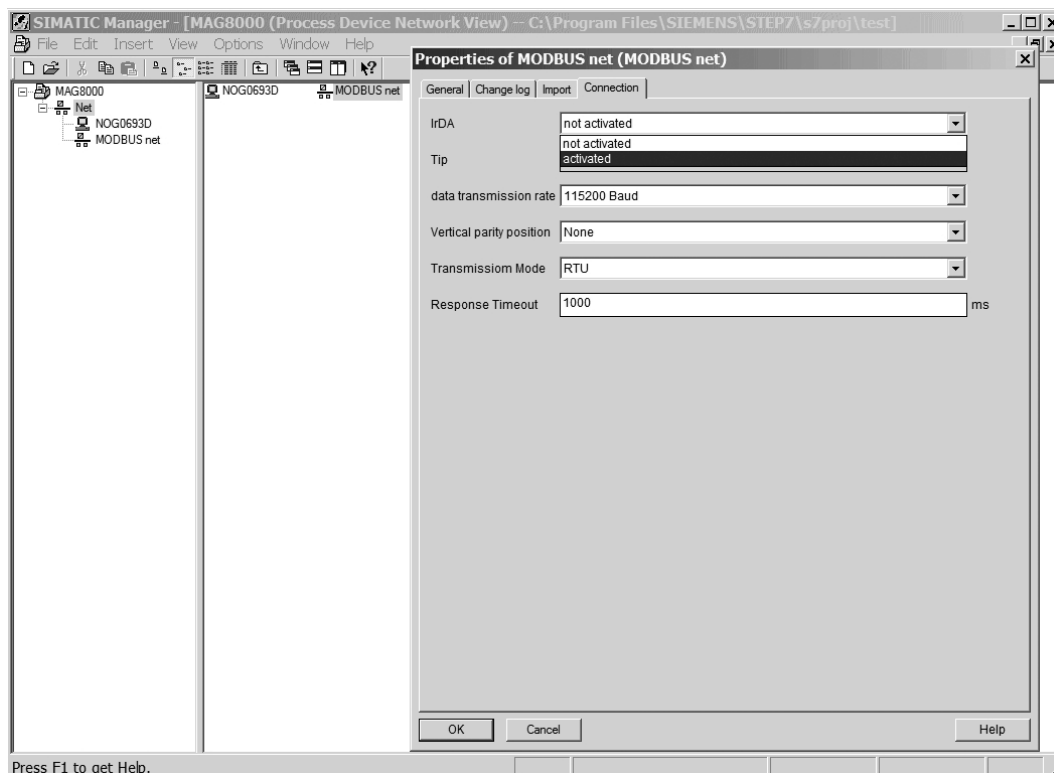 SIMATIC Manager - [MAG8000 (Process Device Network View) -- C:\Program Files\SIEMENS\STEP7\s7proj\test]
File Edit Insert View Options Window Help
MAG8000
Net
NOG0693D
MODBUS net
NOG0693D MODBUS net
Properties of MODBUS net (MODBUS net)
General Change log Import Connection
IrDA not activated
not activated
activated
Tip
data transmission rate 115200 Baud
Vertical parity position None
Transmissiom Mode RTU
Response Timeout 1000 ms
OK Cancel Help
Press F1 to get Help.